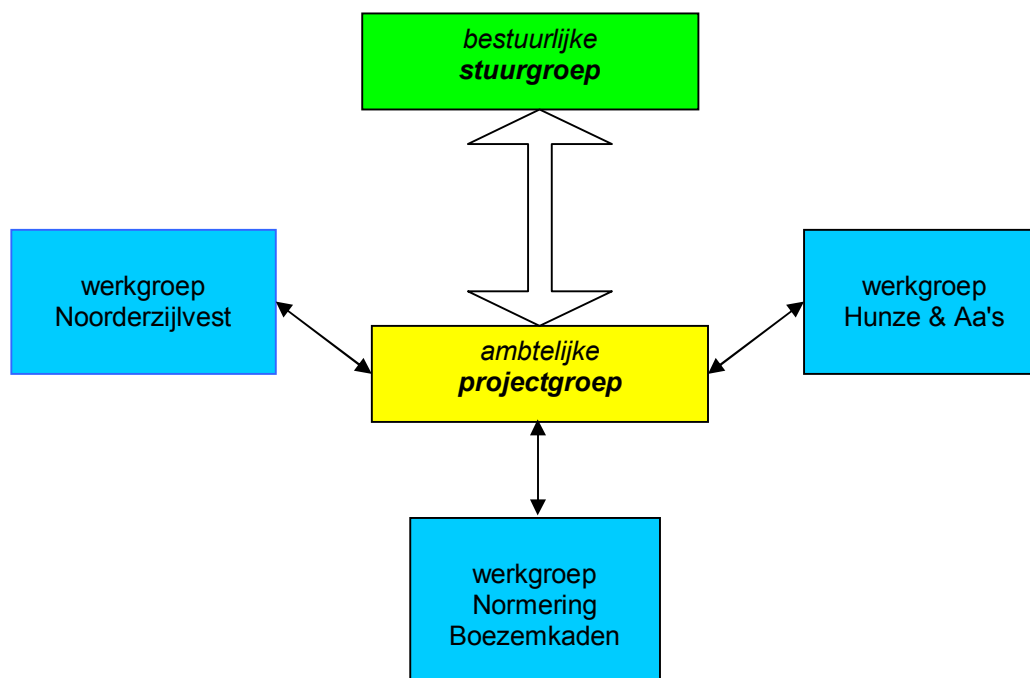 bestuurlijke
stuurgroep
werkgroep
Noorderzijlvest
werkgroep
Hunze & Aa's
ambtelijke
projectgroep
werkgroep
Normering
Boezemkaden